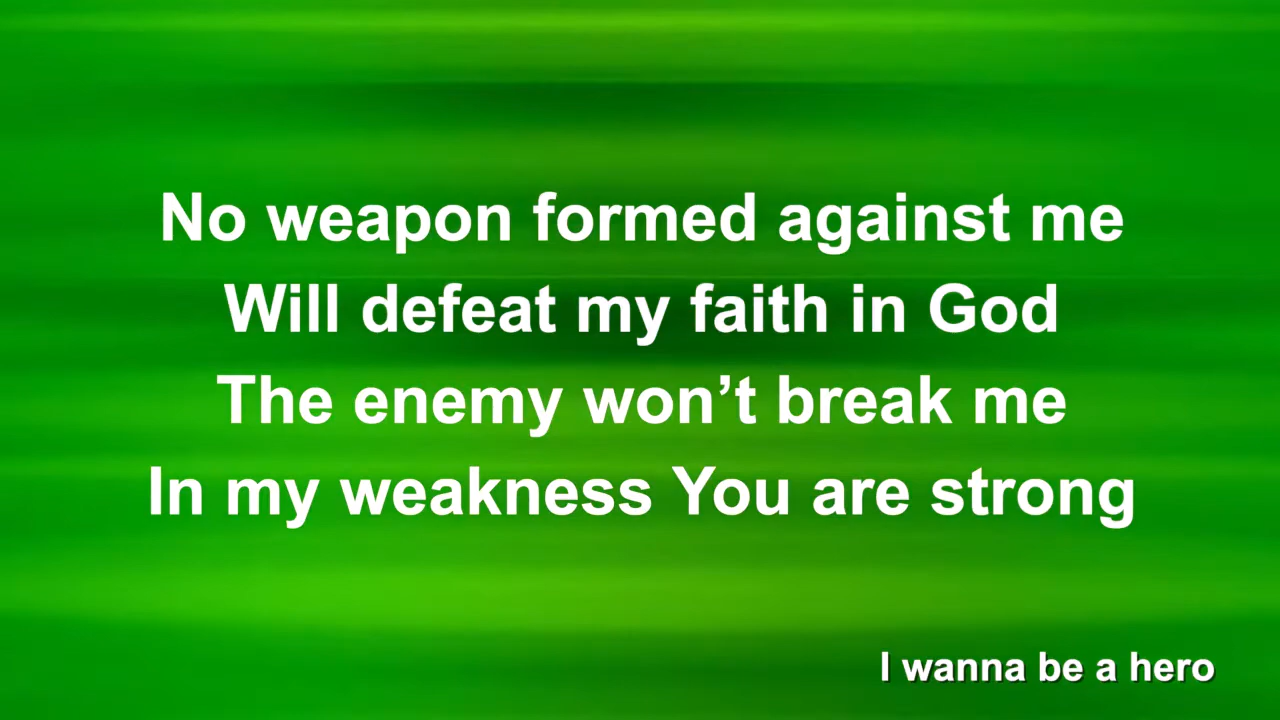 No weapon formed against me
Will defeat my faith in God
The enemy won’t break me
In my weakness You are strong
I wanna be a hero